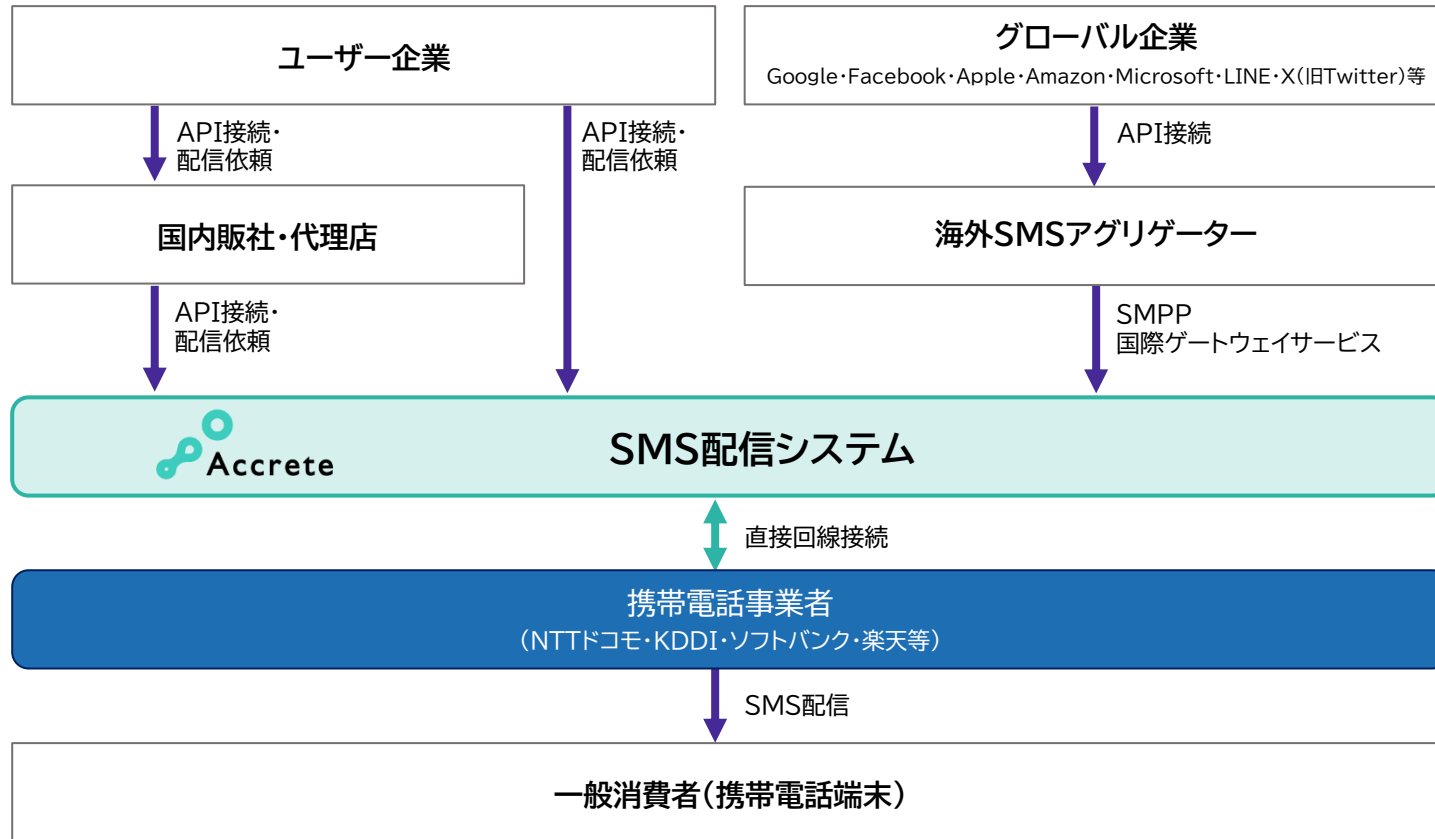 ユーザー企業
グローバル企業
Google・Facebook・Apple・Amazon・Microsoft・LINE・X(旧Twitter)等
API接続・
配信依頼
API接続・
配信依頼
API接続
国内販社・代理店
海外SMSアグリゲーター
API接続・
配信依頼
SMPP
国際ゲートウェイサービス
Accrete
SMS配信システム
直接回線接続
携帯電話事業者
(NTTドコモ・KDDI・ソフトバンク・楽天等)
SMS配信
一般消費者(携帯電話端末)